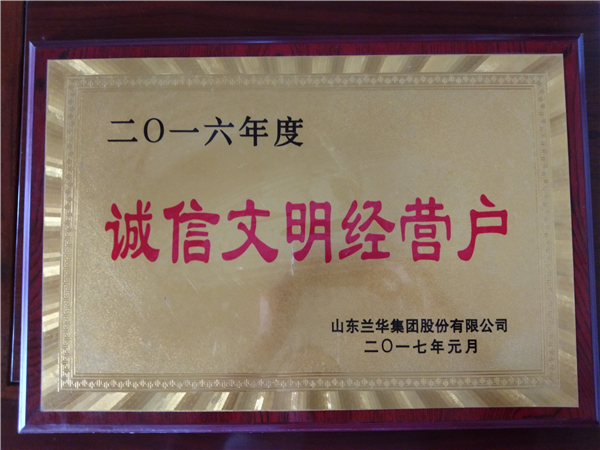 二〇一六年度
诚信文明经营户
山东兰华集团股份有限公司
二〇一七年元月